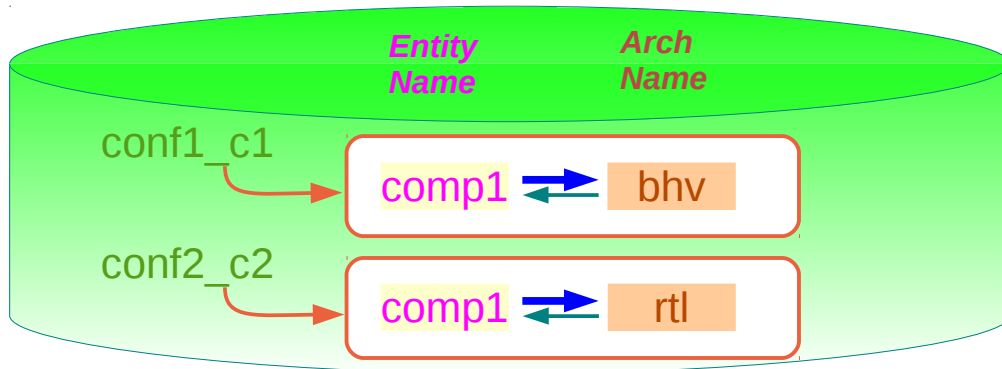 Entity Name
Arch Name
conf1_c1
comp1
bhv
conf2_c2
comp1
rtl